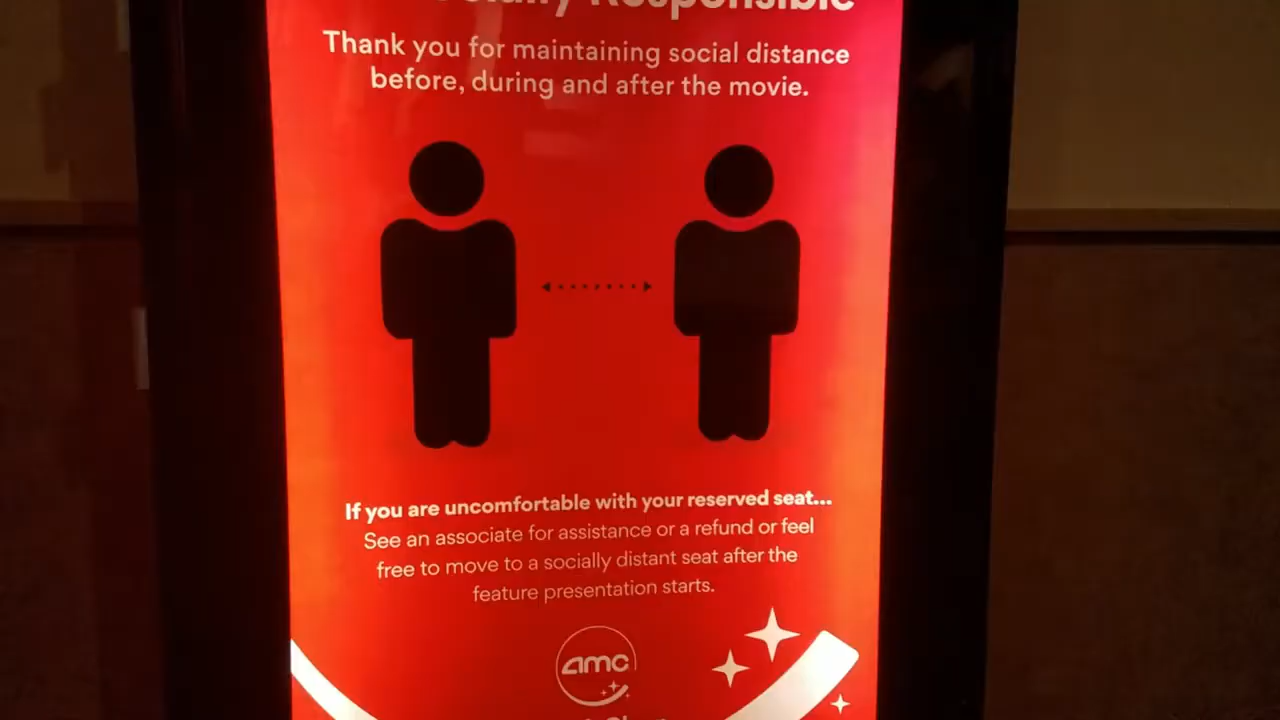 Responsible
Thank you for maintaining social distance
before, during and after the movie.
If you are uncomfortable with your reserved seat...
See an associate for assistance or a refund or feel
free to move to a socially distant seat after the
feature presentation starts.
amc